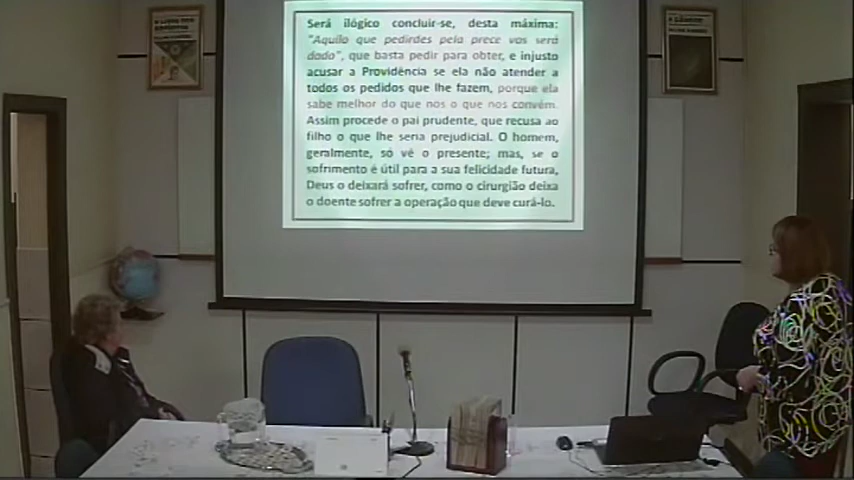 Será ilógico concluir-se, desta máxima:
"Aquilo que pedirdes pela prece vos será
dado", que basta pedir para obter, e injusto
acusar a Providência se ela não atender a
todos os pedidos que lhe fazem, porque ela
sabe melhor do que nos o que nos convém.
Assim procede o pai prudente, que recusa ao
filho o que lhe seria prejudicial. O homem,
geralmente, só vê o presente; mas, se o
sofrimento é útil para a sua felicidade futura,
Deus o deixará sofrer, como o cirurgião deixa
o doente sofrer a operação que deve curá-lo.